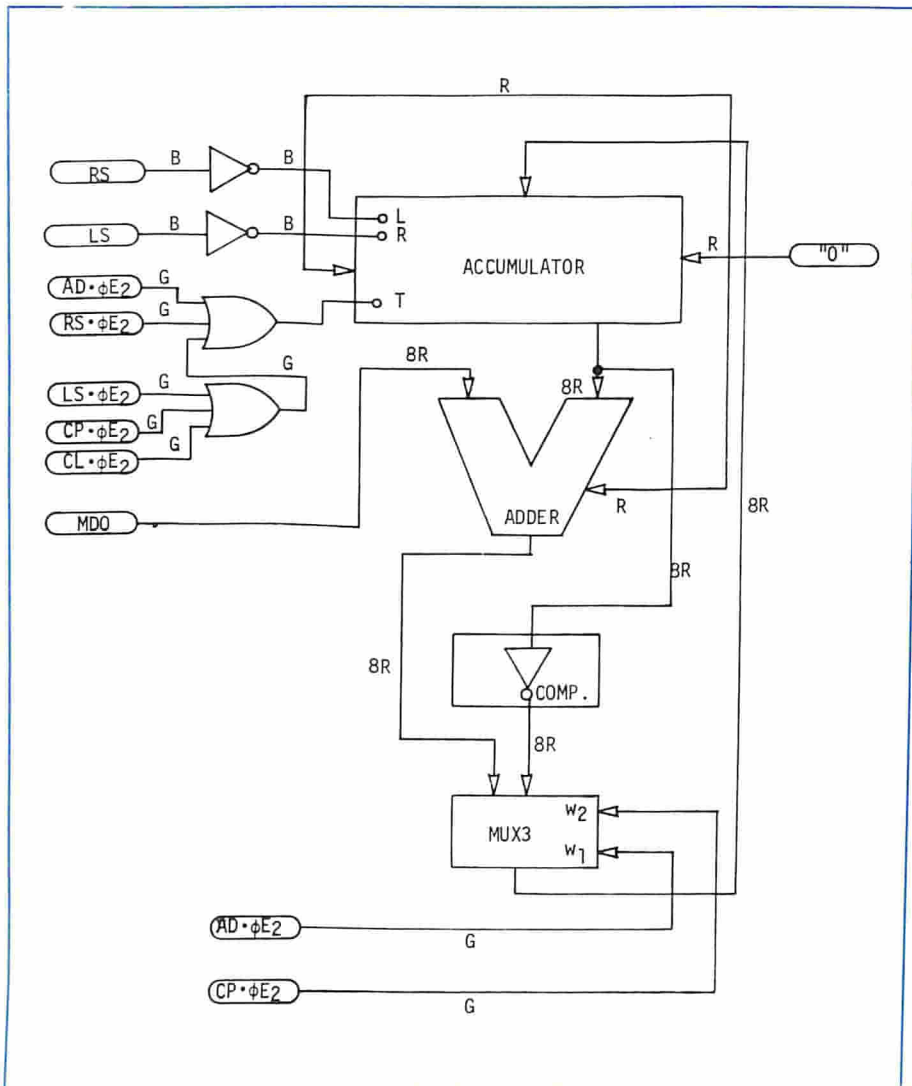 R
RS
B
B
LS
B
B
L
R
ACCUMULATOR
R
"O"
AD·φE2
G
RS·φE2
G
T
G
LS·φE2
G
CP·φE2
G
CL·φE2
G
8R
8R
MDO
ADDER
R
8R
8R
8R
COMP.
8R
MUX3
W2
W1
AD·φE2
G
CP·φE2
G